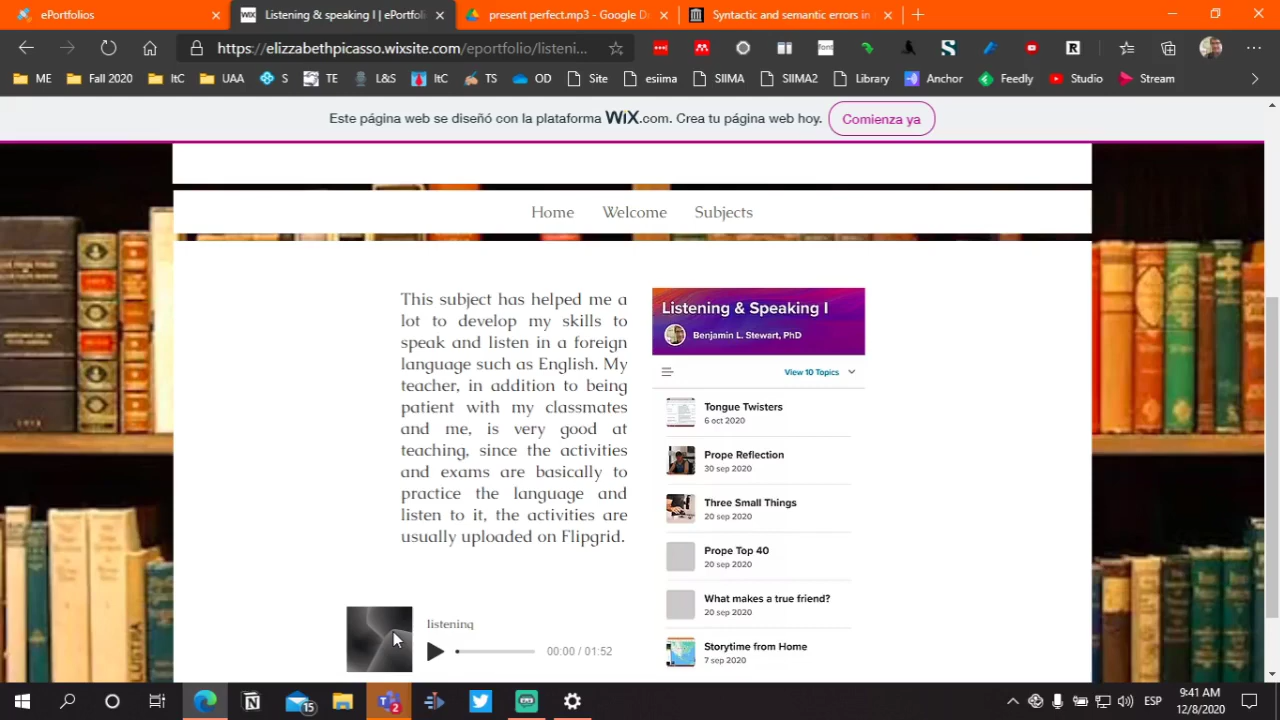 ePortfolios
Listening & speaking I | ePortfoli
present perfect.mp3 - Google D
Syntactic and semantic errors in
https://elizzabethpicasso.wixsite.com/eportfolio/listeni...
ME
Fall 2020
ItC
UAA
S
TE
L&S
ItC
TS
OD
Site
esiima
SIIMA
SIIMA2
Library
Anchor
Feedly
Studio
Stream
Este página web se diseñó con la plataforma WiX.com. Crea tu página web hoy.
Comienza ya
Home Welcome Subjects
This subject has helped me a
lot to develop my skills to
speak and listen in a foreign
language such as English. My
teacher, in addition to being
patient with my classmates
and me, is very good at
teaching, since the activities
and exams are basically to
practice the language and
listen to it, the activities are
usually uploaded on Flipgrid.
Listening & Speaking I
Benjamin L. Stewart, PhD
View 10 Topics
Tongue Twisters
6 oct 2020
Prope Reflection
30 sep 2020
Three Small Things
20 sep 2020
Prope Top 40
20 sep 2020
What makes a true friend?
20 sep 2020
Storytime from Home
7 sep 2020
listening
00:00 / 01:52
15
2
ESP
9:41 AM
12/8/2020